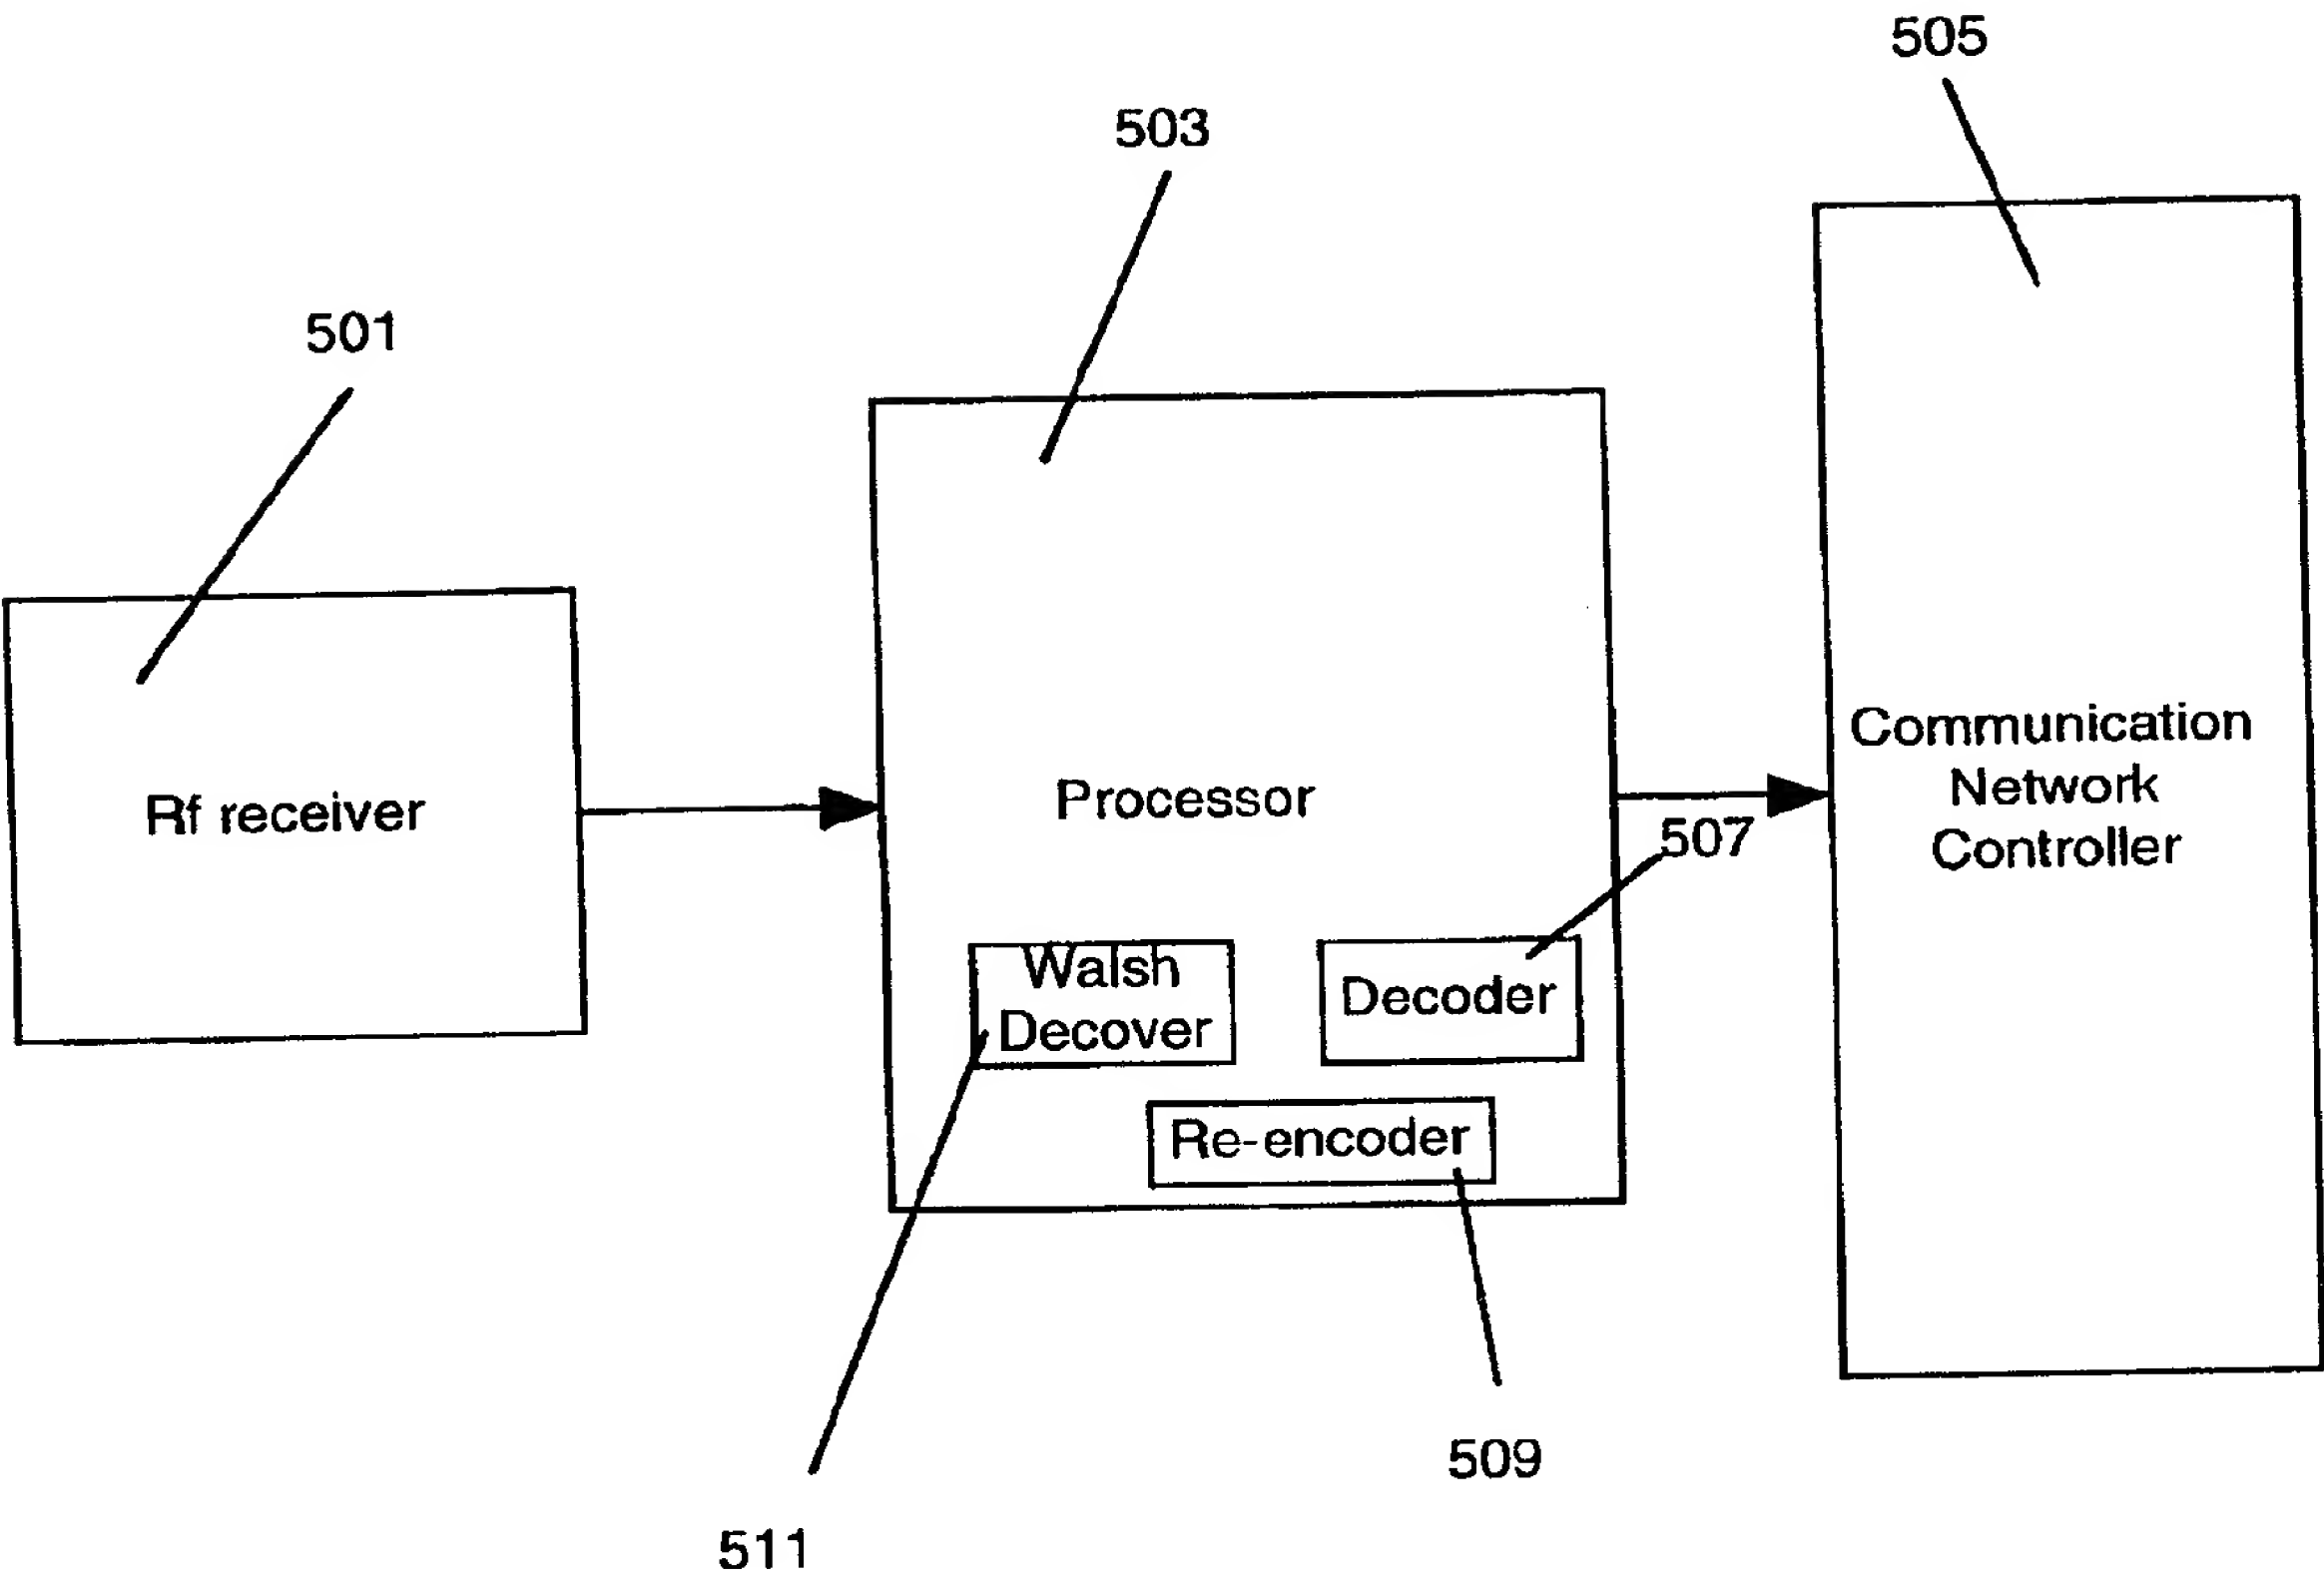 505
503
501
Communication
Network
Controller
Processor
Rf receiver
507
Walsh
Decover
Decoder
Re-encoder
509
511